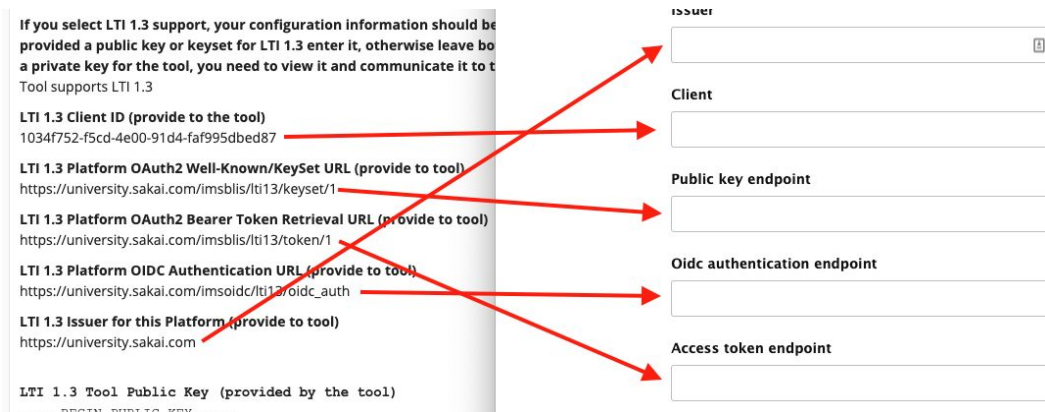 If you select LTI 1.3 support, your configuration information should be
provided a public key or keyset for LTI 1.3 enter it, otherwise leave bo
a private key for the tool, you need to view it and communicate it to t
Tool supports LTI 1.3
LTI 1.3 Client ID (provide to the tool)
1034f752-f5cd-4e00-91d4-faf995dbed87
LTI 1.3 Platform OAuth2 Well-Known/KeySet URL (provide to tool)
https://university.sakai.com/imsblis/lti13/keyset/1
LTI 1.3 Platform OAuth2 Bearer Token Retrieval URL (provide to tool)
https://university.sakai.com/imsblis/lti13/token/1
LTI 1.3 Platform OIDC Authentication URL (provide to tool)
https://university.sakai.com/imsoidc/lti13/oidc_auth
LTI 1.3 Issuer for this Platform (provide to tool)
https://university.sakai.com
LTI 1.3 Tool Public Key (provided by the tool)
BEGIN PUBLIC KEY
Issuer
Client
Public key endpoint
Oidc authentication endpoint
Access token endpoint